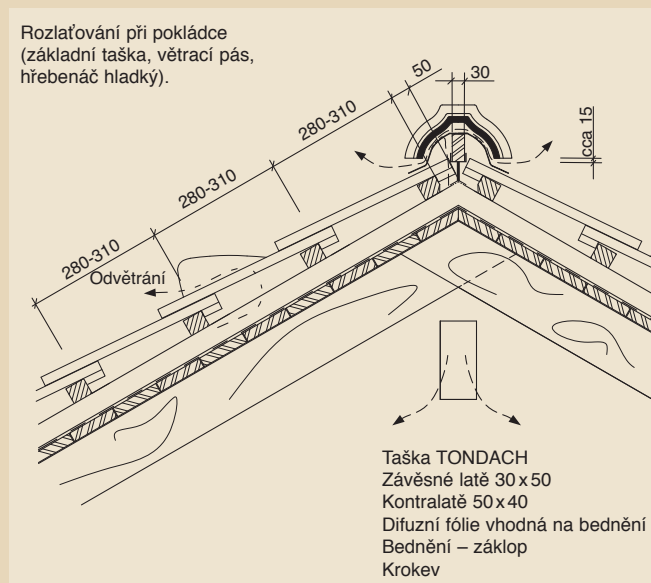 Rozlaťování při pokládce
(základní taška, větrací pás,
hřebenáč hladký).
50
30
280-310
cca 15
280-310
280-310
Odvětrání
Taška TONDACH
Závěsné latě 30 x 50
Kontralatě 50 x 40
Difuzní fólie vhodná na bednění
Bednění – záklop
Krokev